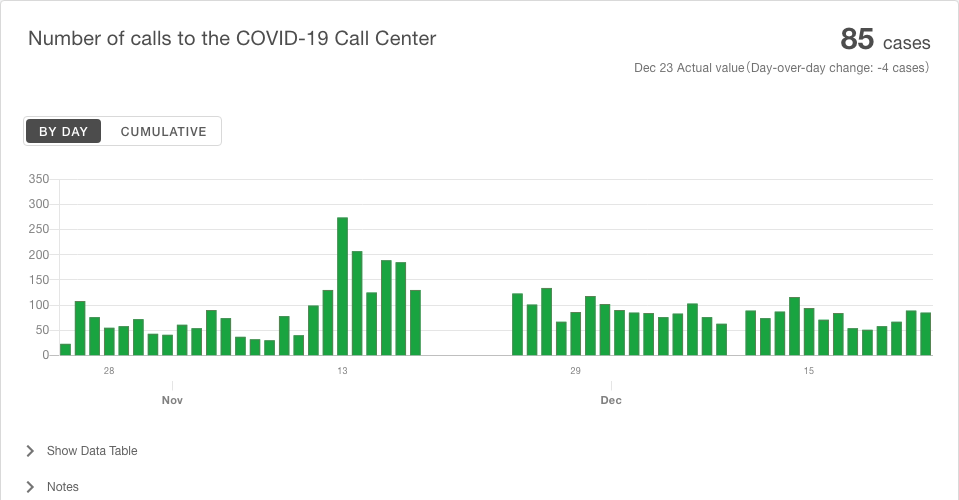 Number of calls to the COVID-19 Call Center
85 cases
Dec 23 Actual value（Day-over-day change: -4 cases）
BY DAY
CUMULATIVE
350
300
250
200
150
100
50
0
28
13
29
15
Nov
Dec
Show Data Table
Notes